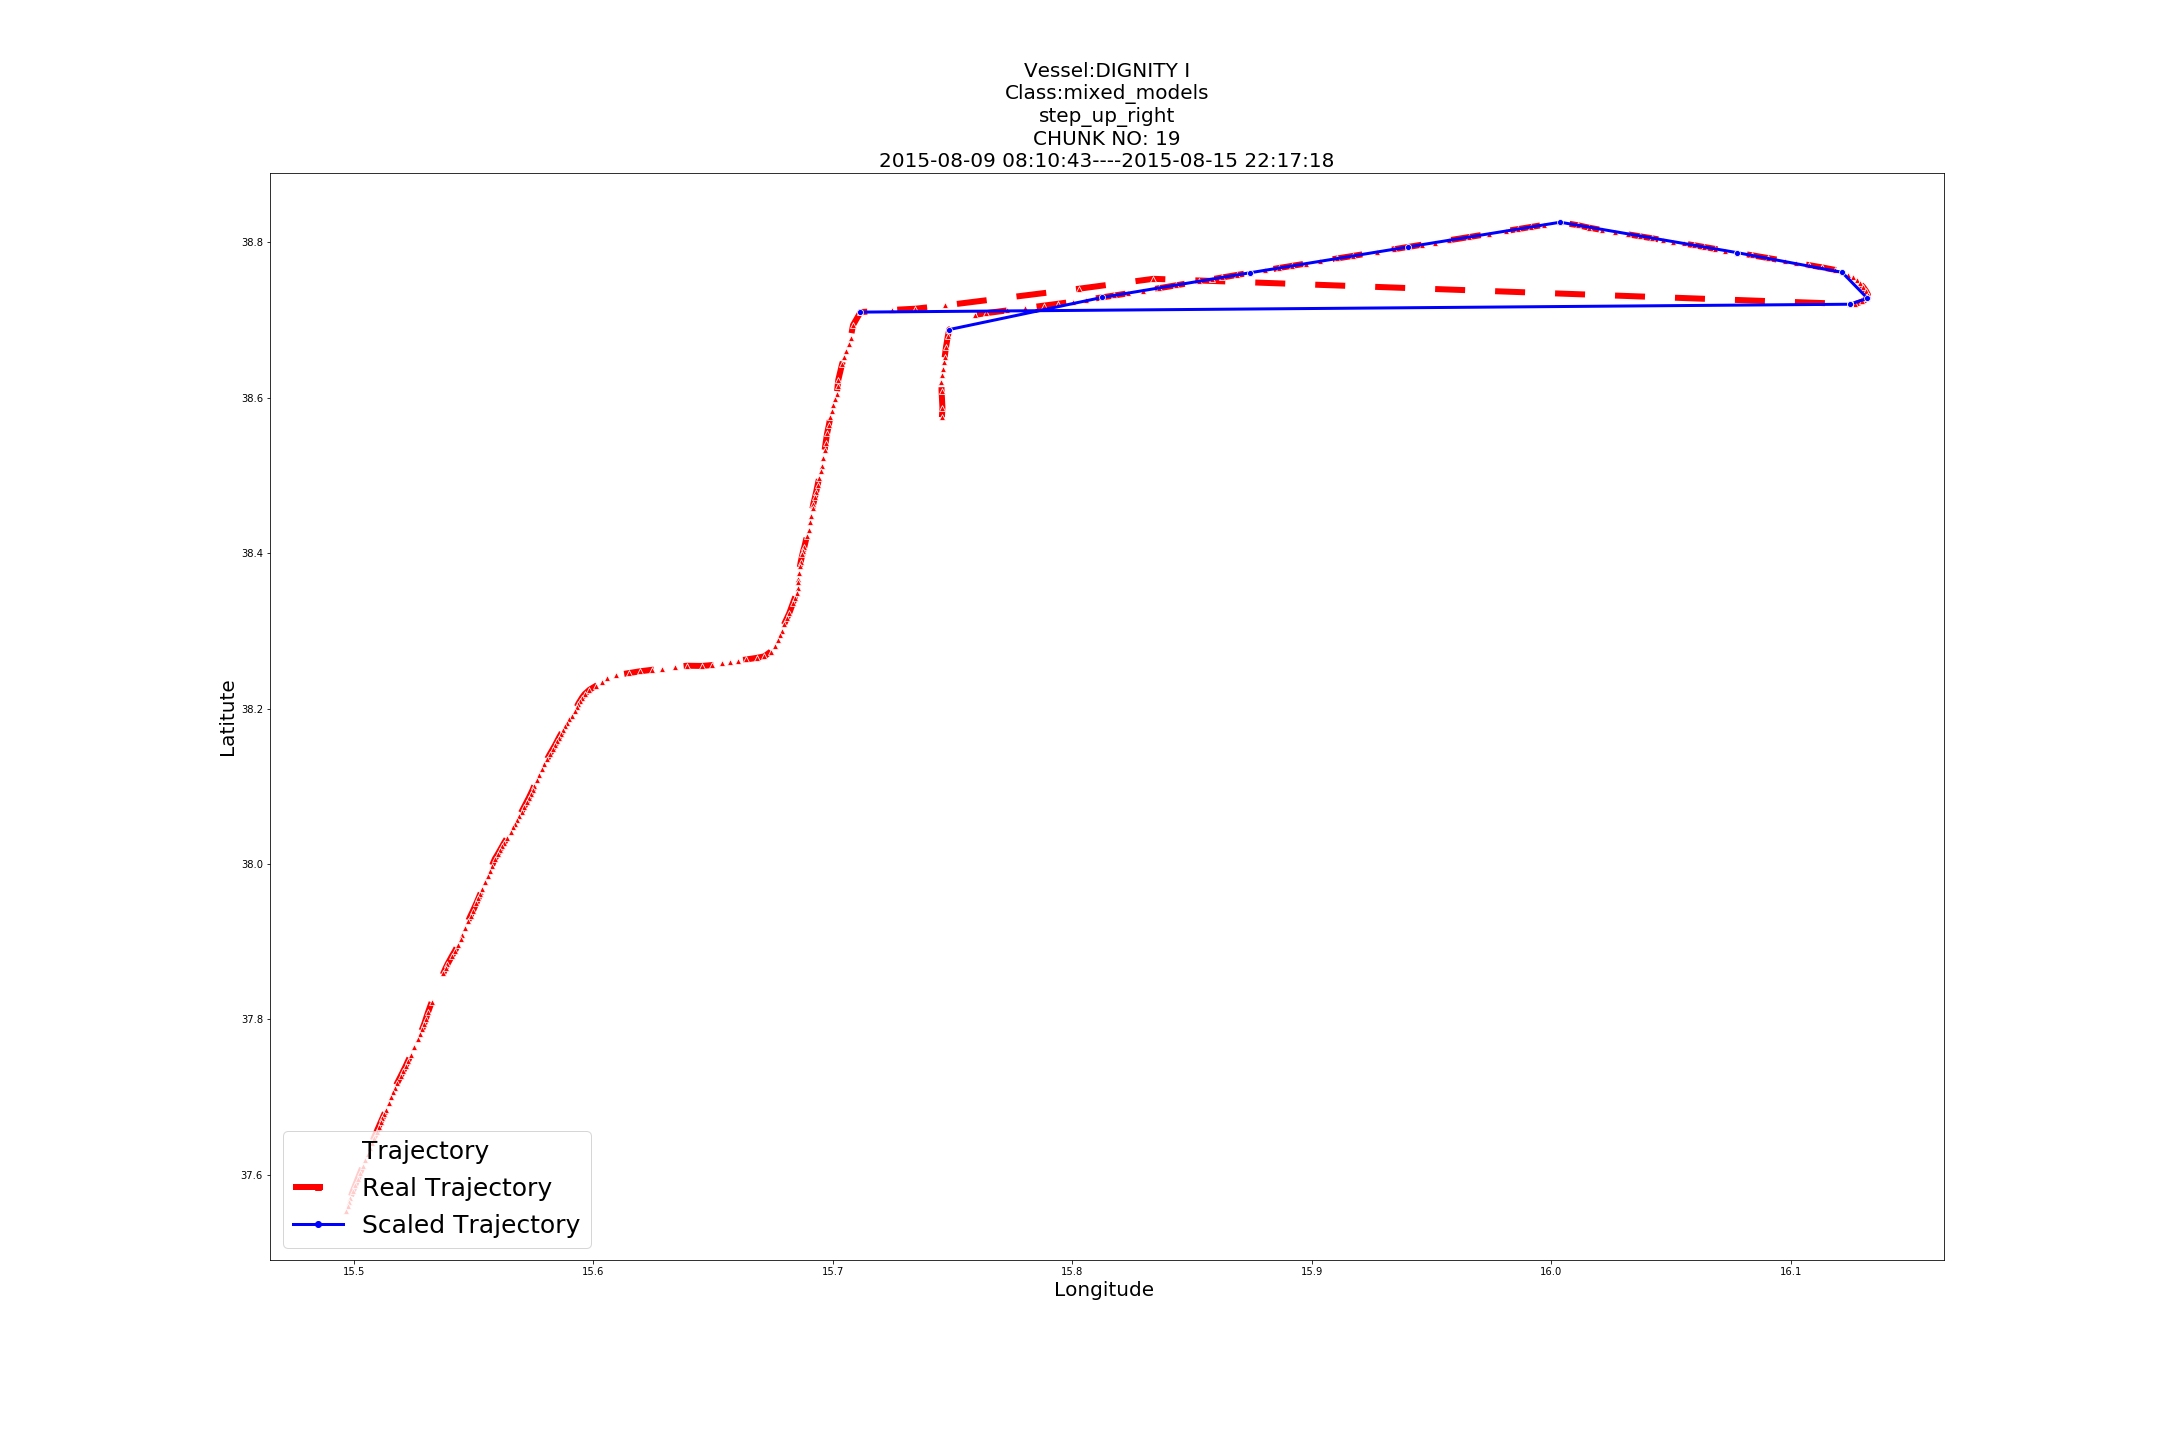 Vessel:DIGNITY I
Class:mixed_models
step_up_right
CHUNK NO: 19
2015-08-09 08:10:43----2015-08-15 22:17:18
38.8
38.6
38.4
38.2
38.0
37.8
37.6
Latitute
Trajectory
Real Trajectory
Scaled Trajectory
15.5 15.6 15.7 15.8 15.9 16.0 16.1
Longitude